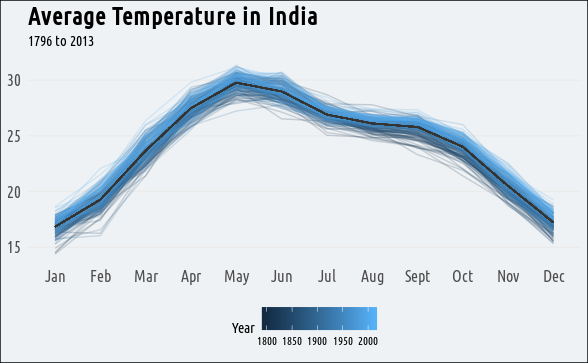 Average Temperature in India
1796 to 2013
30
25
20
15
Jan Feb Mar Apr May Jun Jul Aug Sept Oct Nov Dec
Year
1800 1850 1900 1950 2000